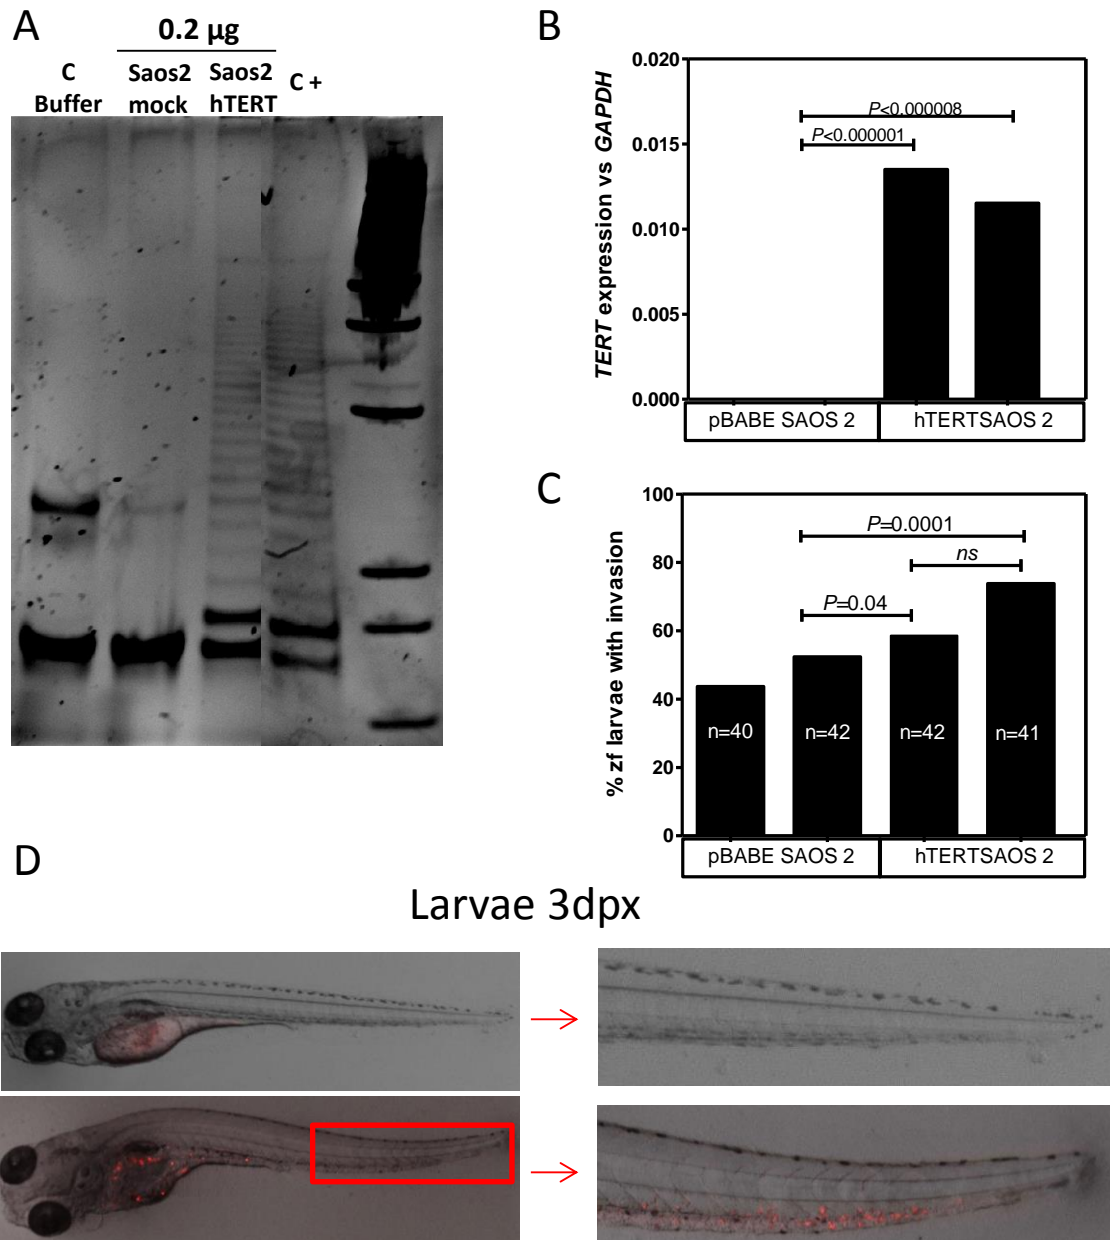 A
0.2 µg
C
Buffer
Saos2
mock
Saos2
hTERT
C +
B
TERT expression vs GAPDH
0.020
0.015
0.010
0.005
0.000
P<0.000008
P<0.000001
pBABE SAOS 2
hTERTSAOS 2
C
% zf larvae with invasion
100
80
60
40
20
0
P=0.0001
ns
P=0.04
n=40
n=42
n=42
n=41
pBABE SAOS 2
hTERTSAOS 2
D
Larvae 3dpx